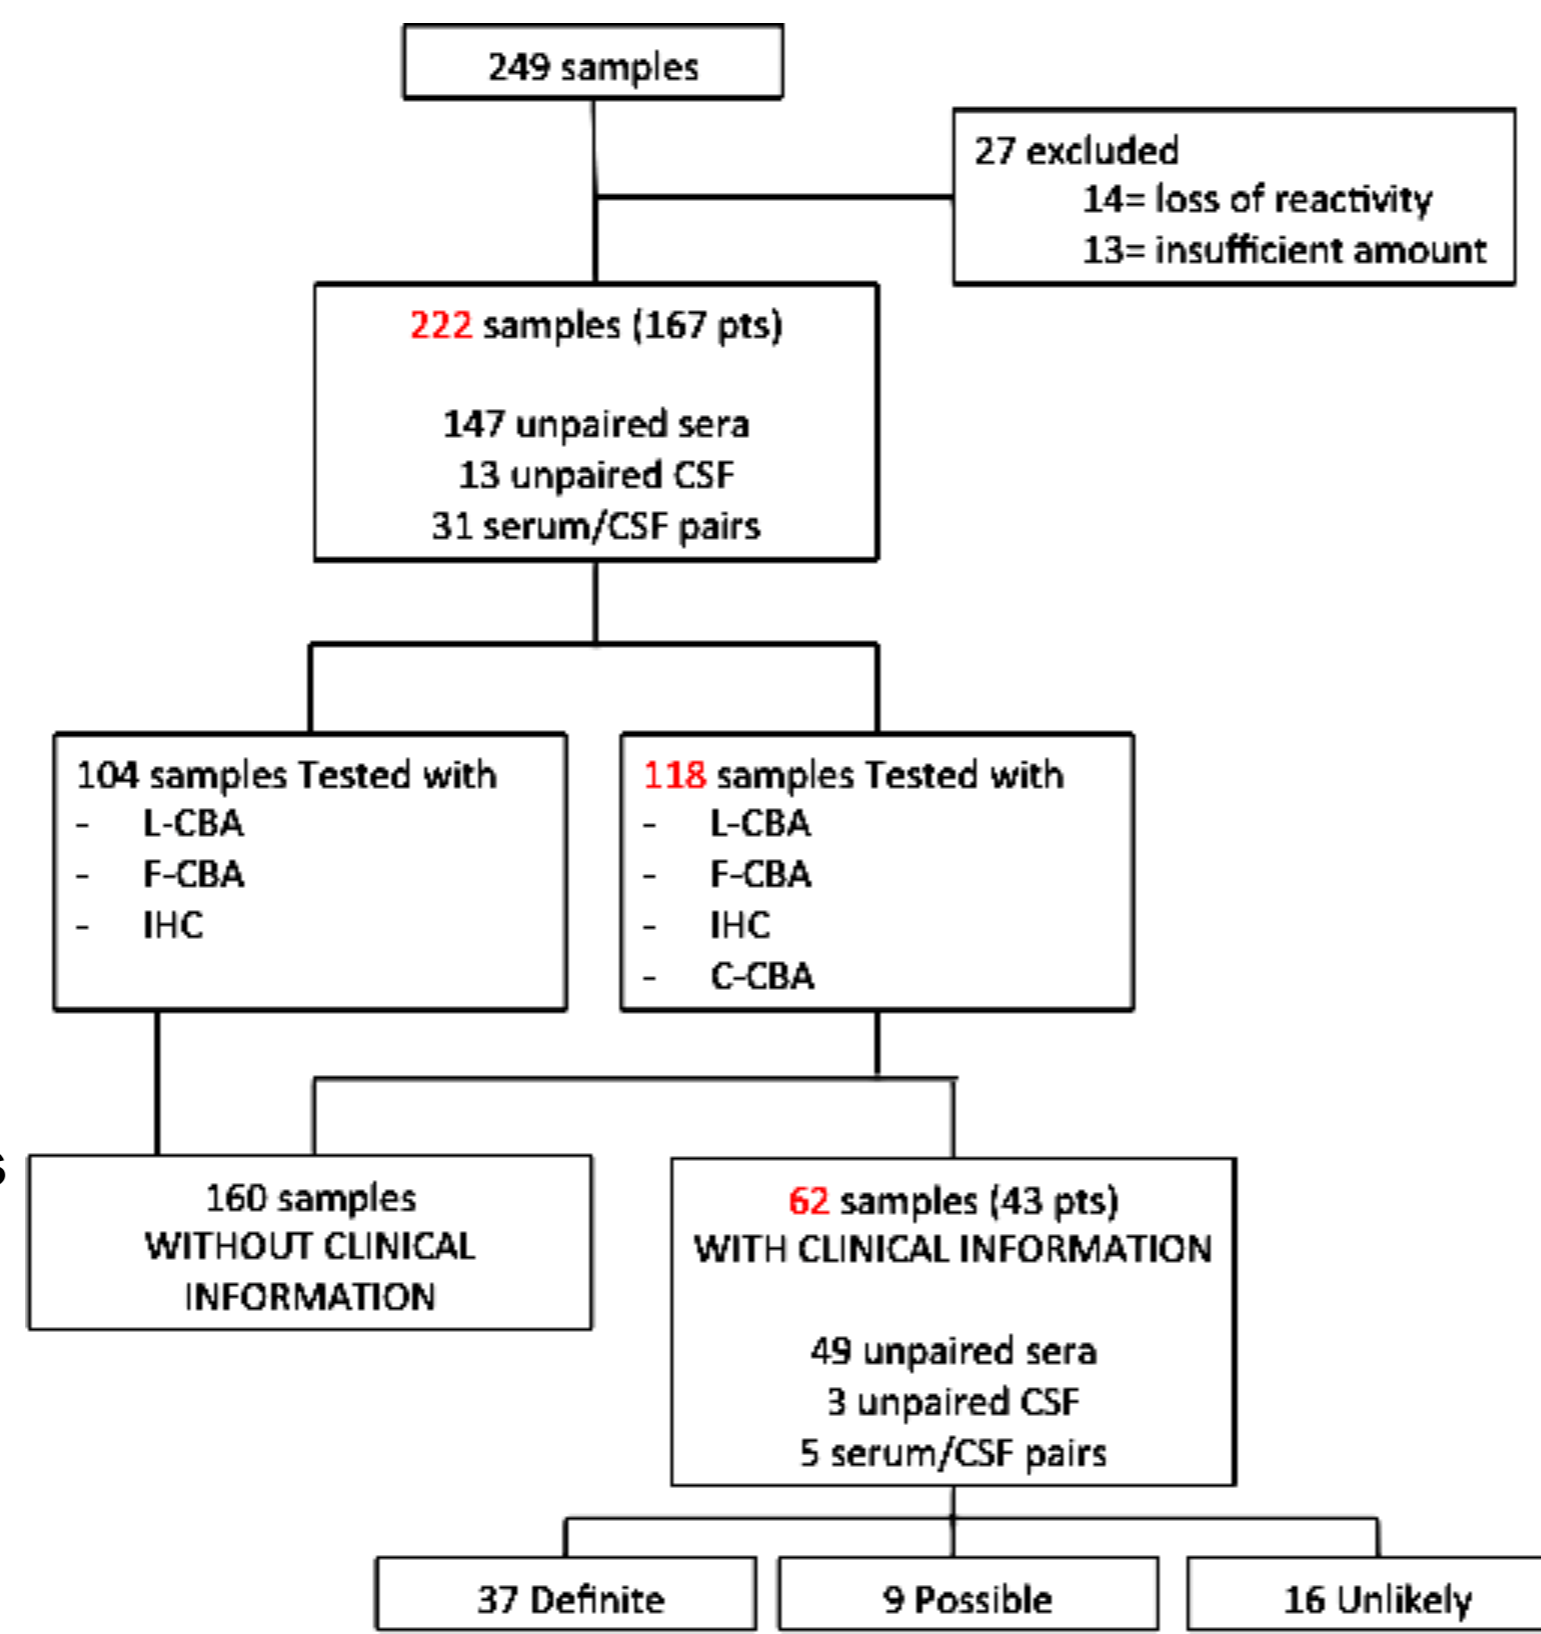 249 samples
27 excluded
14= loss of reactivity
13= insufficient amount
222 samples (167 pts)
147 unpaired sera
13 unpaired CSF
31 serum/CSF pairs
104 samples Tested with
- L-CBA
- F-CBA
- IHC
118 samples Tested with
- L-CBA
- F-CBA
- IHC
- C-CBA
s
160 samples
WITHOUT CLINICAL
INFORMATION
62 samples (43 pts)
WITH CLINICAL INFORMATION
49 unpaired sera
3 unpaired CSF
5 serum/CSF pairs
37 Definite
9 Possible
16 Unlikely